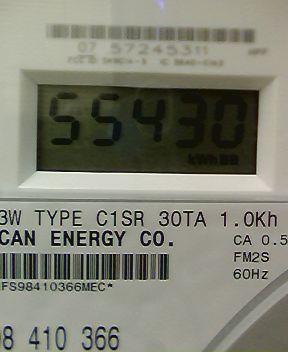 07 57245311
55430
kWh
3W TYPE C1SR 30TA 1.0Kh
CAN ENERGY CO.
CA 0.5
FM2S
60Hz
FS98410366MEC*
98 410 366